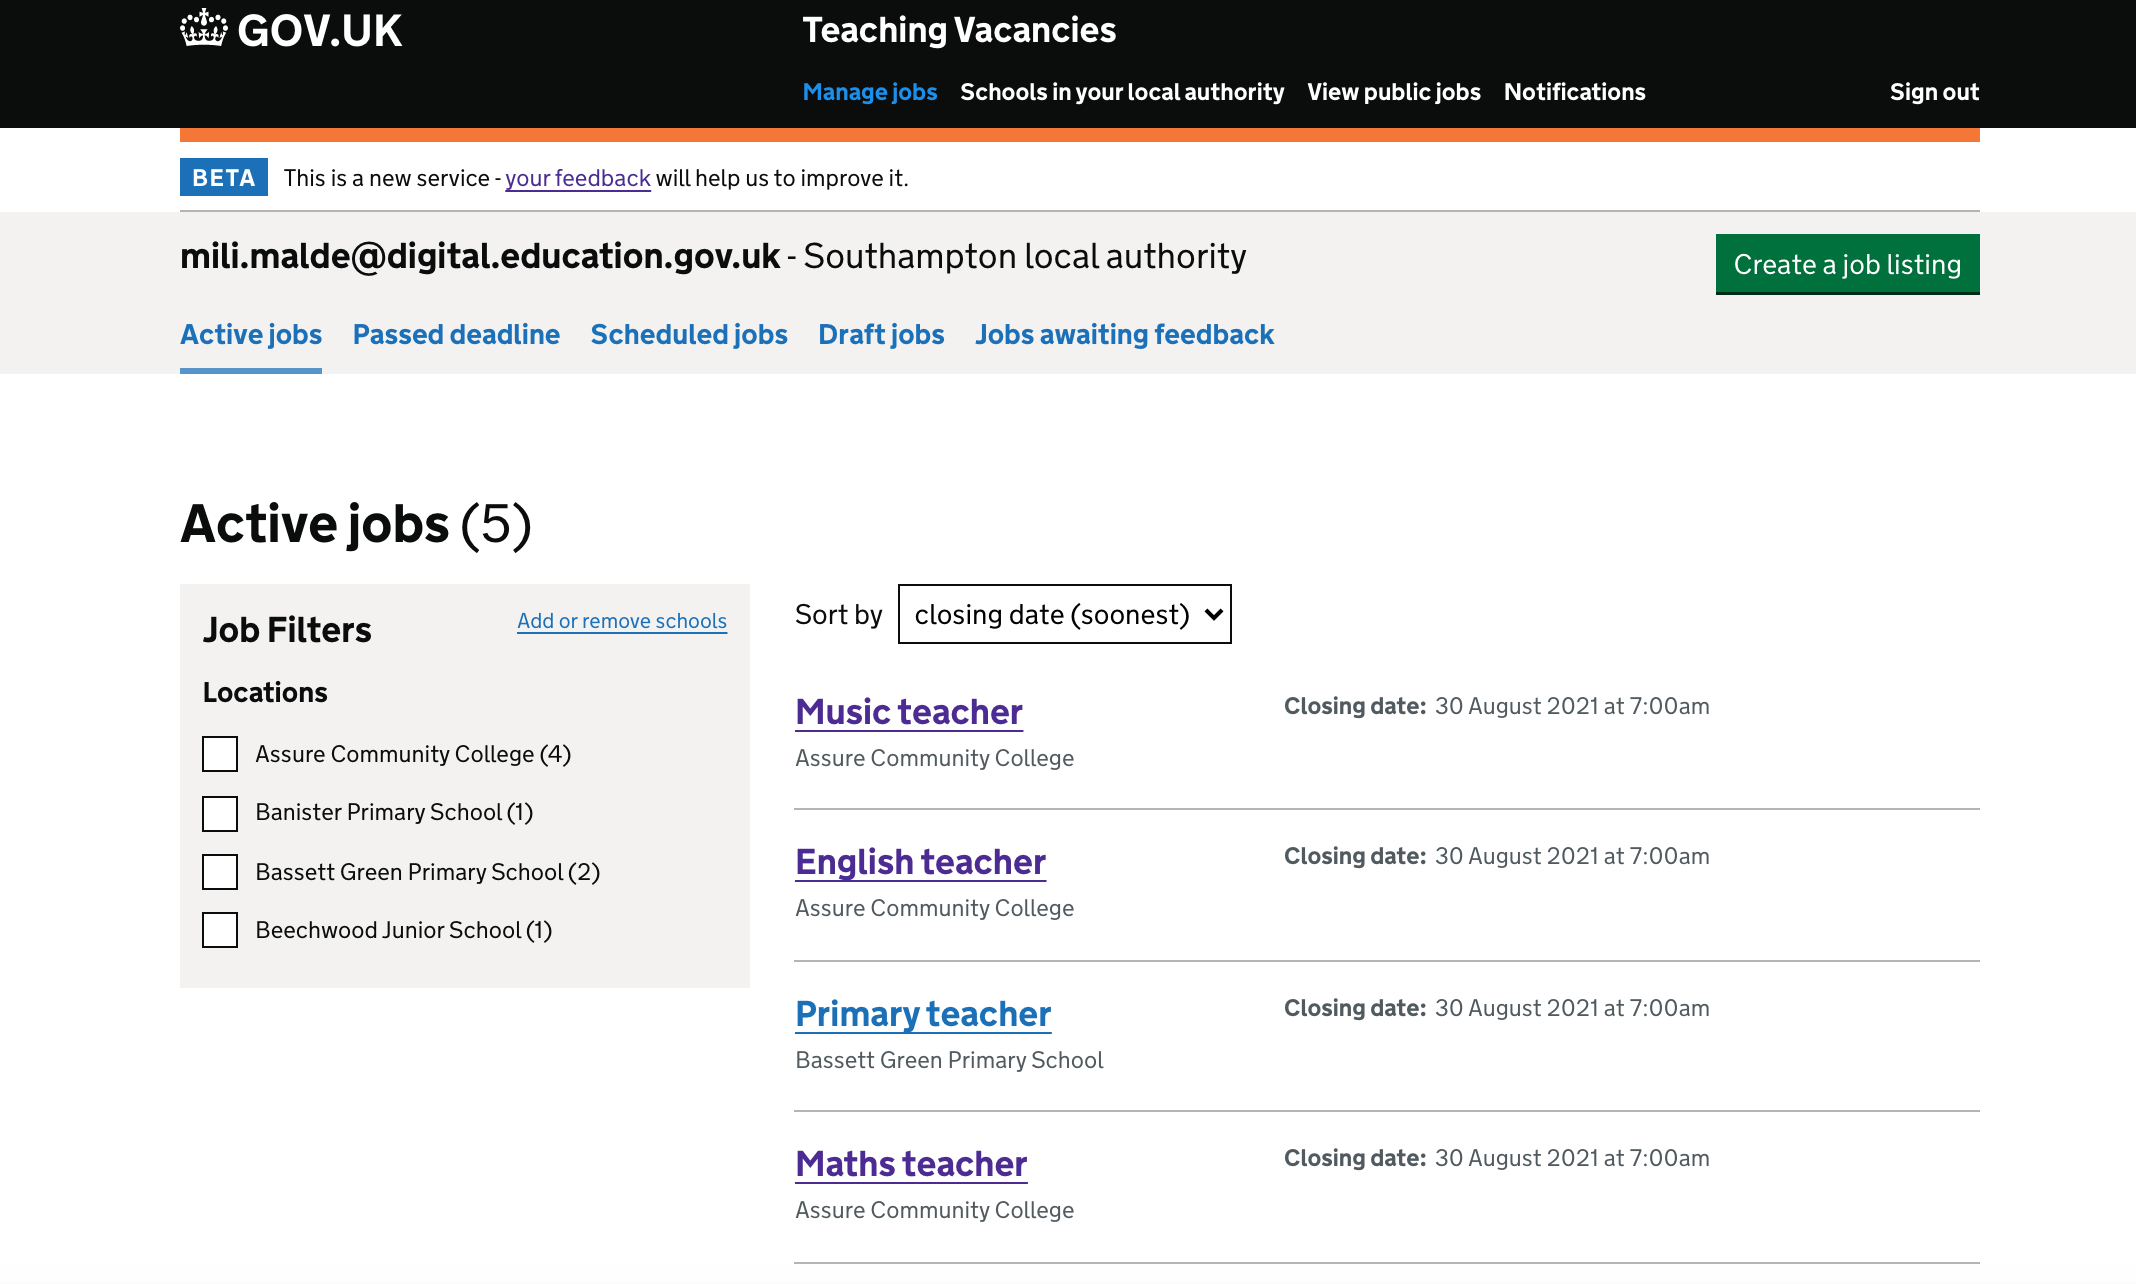 GOV.UK
Teaching Vacancies
Manage jobs Schools in your local authority View public jobs Notifications Sign out
BETA This is a new service - your feedback will help us to improve it.
mili.malde@digital.education.gov.uk - Southampton local authority
Create a job listing
Active jobs Passed deadline Scheduled jobs Draft jobs Jobs awaiting feedback
Active jobs (5)
Job Filters
Add or remove schools
Locations
Assure Community College (4)
Banister Primary School (1)
Bassett Green Primary School (2)
Beechwood Junior School (1)
Sort by closing date (soonest)
Music teacher
Closing date: 30 August 2021 at 7:00am
Assure Community College
English teacher
Closing date: 30 August 2021 at 7:00am
Assure Community College
Primary teacher
Closing date: 30 August 2021 at 7:00am
Bassett Green Primary School
Maths teacher
Closing date: 30 August 2021 at 7:00am
Assure Community College